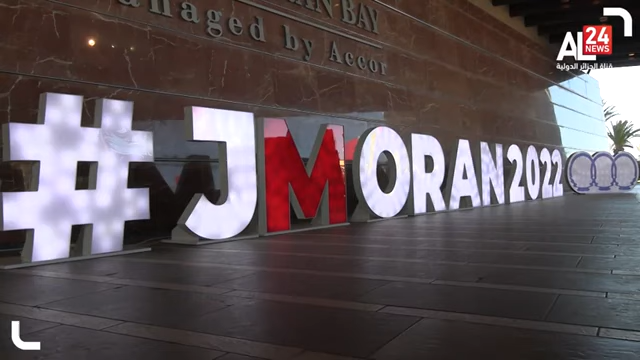 AL 24
NEWS
قناة الجزائر الدولية
BAY
managed by Accor
#JMORAN2022